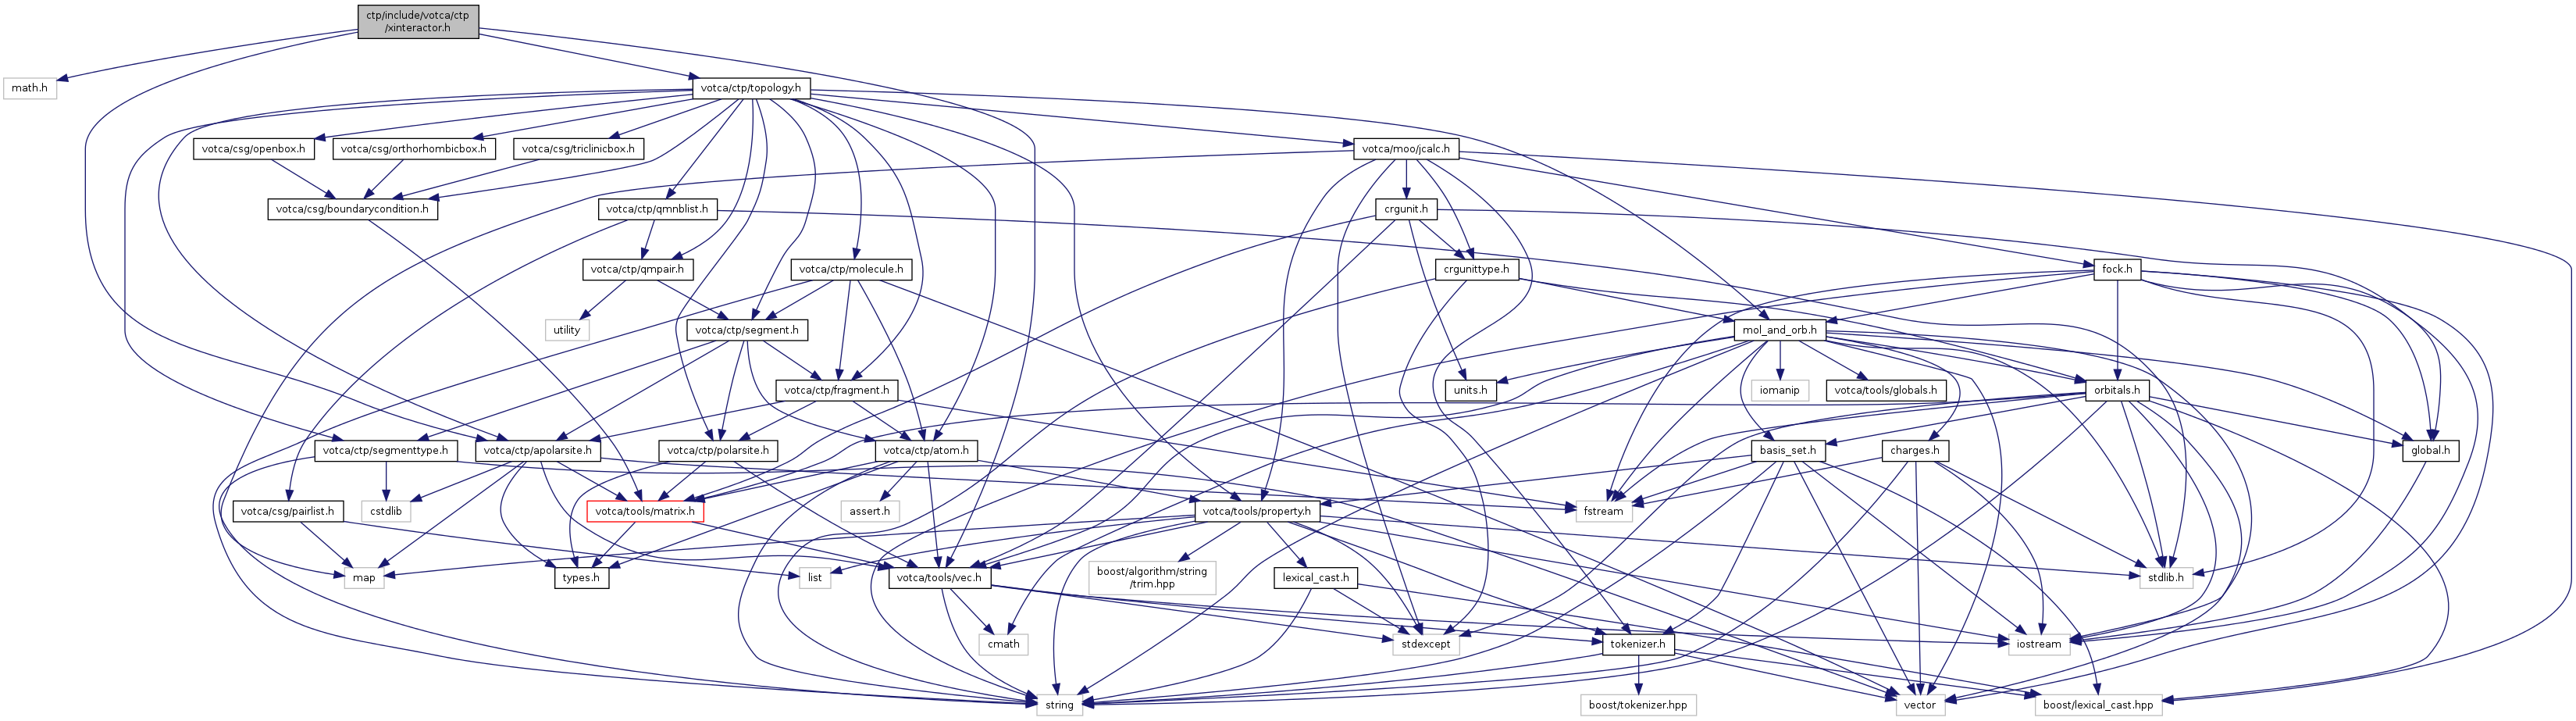 ctp/include/votca/ctp
/xinteractor.h
math.h
votca/ctp/topology.h
votca/csg/openbox.h
votca/csg/orthorhombicbox.h
votca/csg/triclinicbox.h
votca/moo/jcalc.h
votca/csg/boundarycondition.h
votca/ctp/qmnblist.h
crgunit.h
votca/ctp/qmpair.h
votca/ctp/molecule.h
crgunittype.h
fock.h
utility
votca/ctp/segment.h
mol_and_orb.h
votca/ctp/fragment.h
units.h
iomanip
votca/tools/globals.h
orbitals.h
votca/ctp/segmenttype.h
votca/ctp/apolarsite.h
votca/ctp/polarsite.h
votca/ctp/atom.h
basis_set.h
charges.h
global.h
votca/csg/pairlist.h
cstdlib
votca/tools/matrix.h
assert.h
votca/tools/property.h
fstream
map
types.h
list
votca/tools/vec.h
boost/algorithm/string
/trim.hpp
lexical_cast.h
stdlib.h
cmath
stdexcept
tokenizer.h
iostream
string
boost/tokenizer.hpp
vector
boost/lexical_cast.hpp